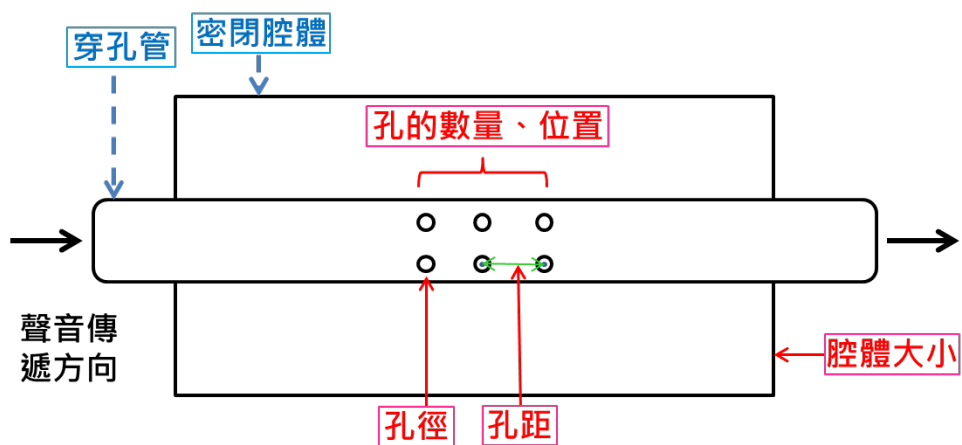 穿孔管
密閉腔體
孔的數量、位置
聲音傳
遞方向
腔體大小
孔徑
孔距